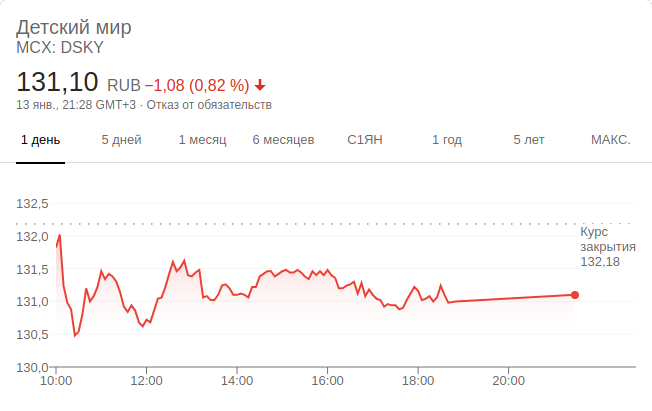 Детский мир
MCX: DSKY
131,10 RUB −1,08 (0,82 %)
13 янв., 21:28 GMT+3 · Отказ от обязательств
1 день 5 дней 1 месяц 6 месяцев С1ЯН 1 год 5 лет МАКС.
132,5
Курс
закрытия
132,18
132,0
131,5
131,0
130,5
130,0
10:00 12:00 14:00 16:00 18:00 20:00